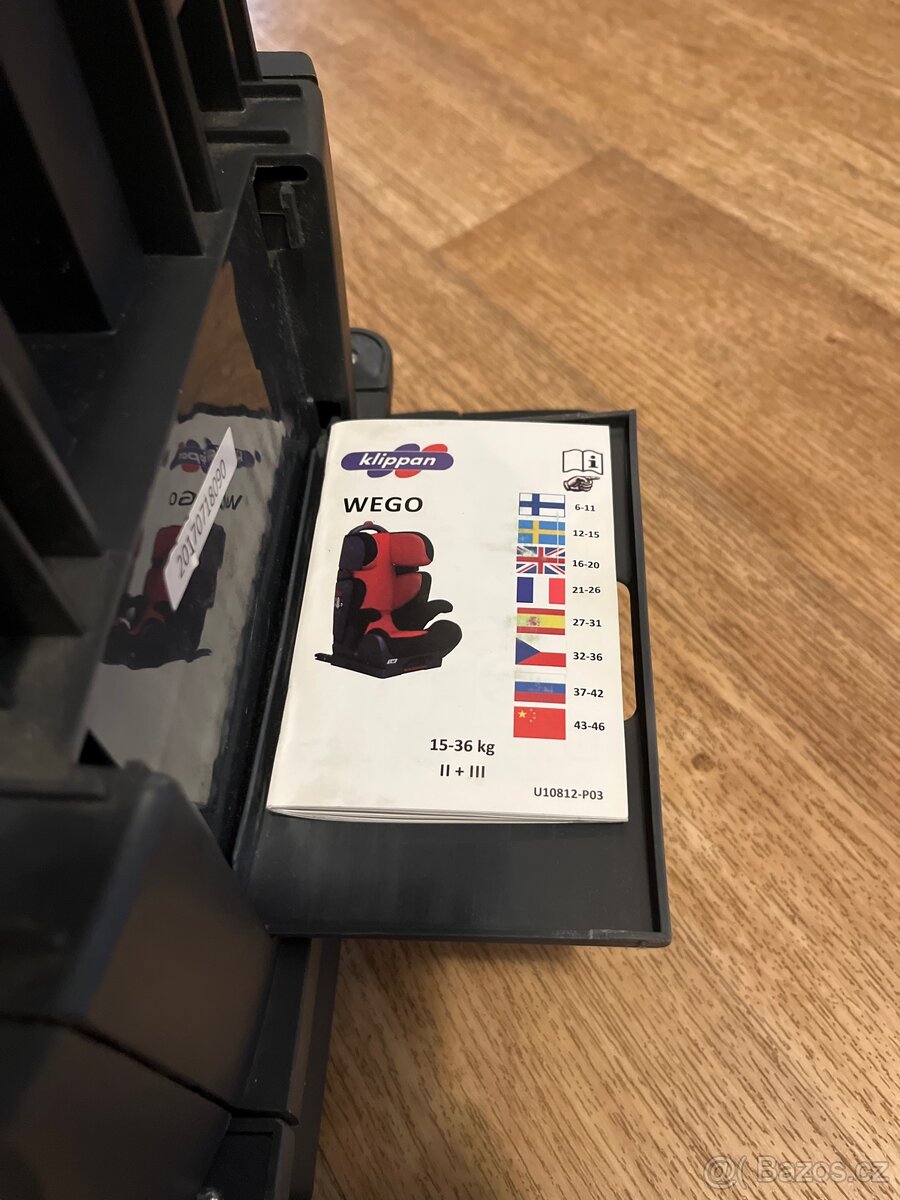 klippan
WEGO
6-11
12-15
16-20
21-26
27-31
32-36
37-42
43-46
15-36 kg
II + III
U10812-P03
20170718090
@( Bazos.cz